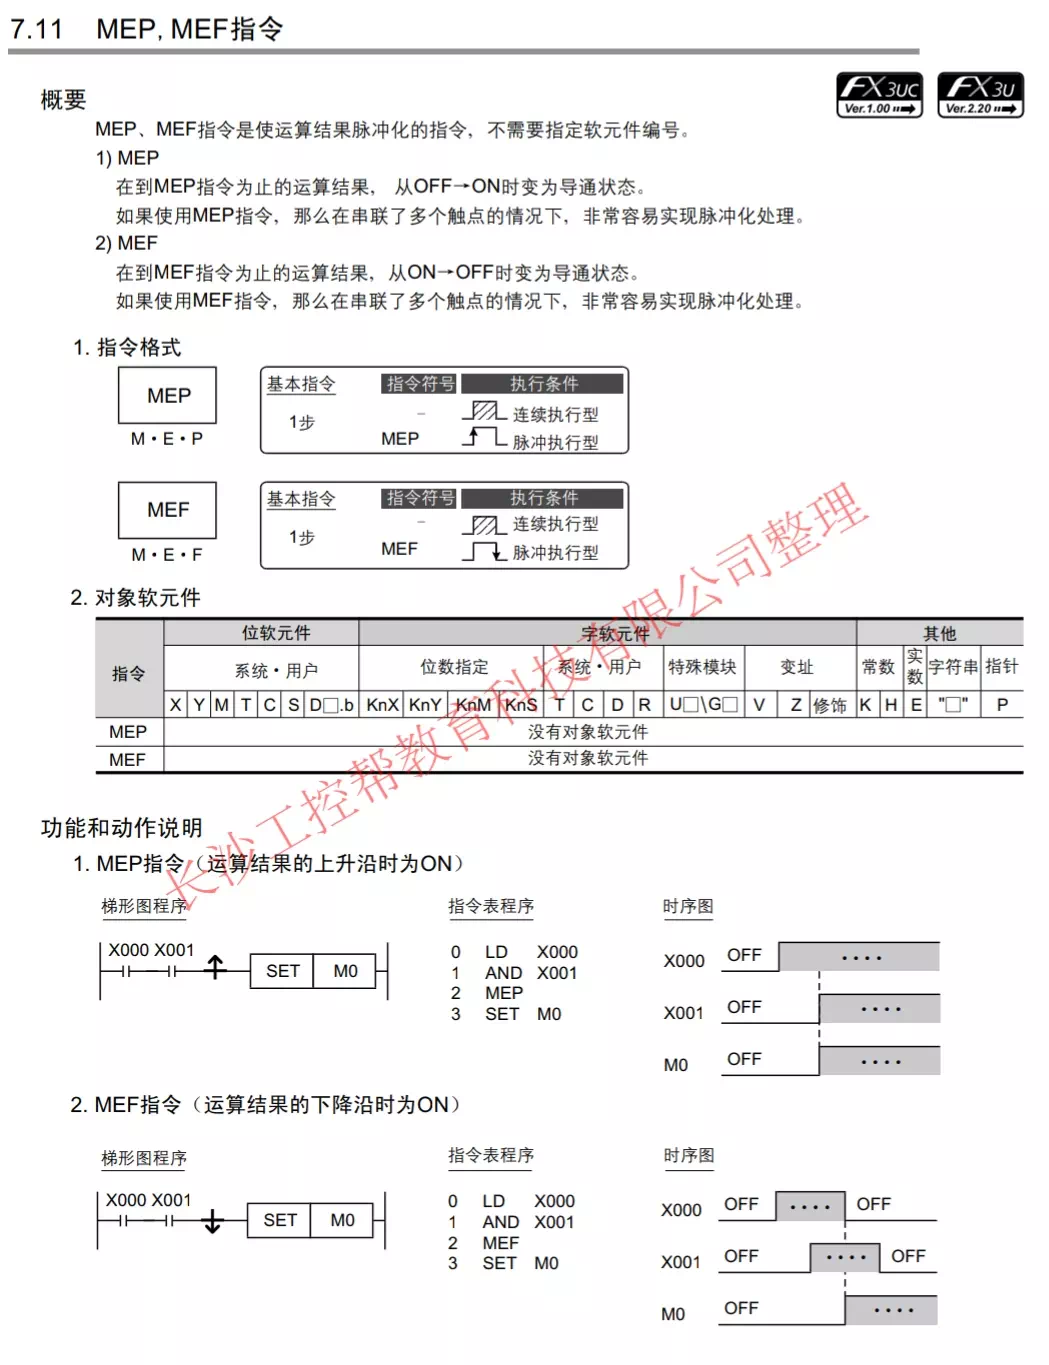 7.11 MEP, MEF指令
FX3UC Ver.1.00 FX3U Ver.2.20
概要
MEP、MEF指令是使运算结果脉冲化的指令，不需要指定软元件编号。
1) MEP
在到MEP指令为止的运算结果， 从OFF→ON时变为导通状态。
如果使用MEP指令，那么在串联了多个触点的情况下，非常容易实现脉冲化处理。
2) MEF
在到MEF指令为止的运算结果，从ON→OFF时变为导通状态。
如果使用MEF指令，那么在串联了多个触点的情况下，非常容易实现脉冲化处理。
1. 指令格式
MEP
M・E・P
基本指令 指令符号 执行条件
1步 – 连续执行型
MEP 脉冲执行型
MEF
M・E・F
基本指令 指令符号 执行条件
1步 – 连续执行型
MEF 脉冲执行型
2. 对象软元件
指令 位软元件 字软元件 其他
系统・用户 位数指定 系统・用户 特殊模块 变址 常数 实数 字符串 指针
X Y M T C S D□.b KnX KnY KnM KnS T C D R U□\G□ V Z 修饰 K H E "□" P
MEP 没有对象软元件
MEF 没有对象软元件
长沙工控帮教育科技有限公司整理
功能和动作说明
1. MEP指令（运算结果的上升沿时为ON）
梯形图程序 指令表程序 时序图
X000 X001 SET M0
0 LD X000
1 AND X001
2 MEP
3 SET M0
X000 OFF
X001 OFF
M0 OFF
2. MEF指令（运算结果的下降沿时为ON）
梯形图程序 指令表程序 时序图
X000 X001 SET M0
0 LD X000
1 AND X001
2 MEF
3 SET M0
X000 OFF OFF
X001 OFF OFF
M0 OFF